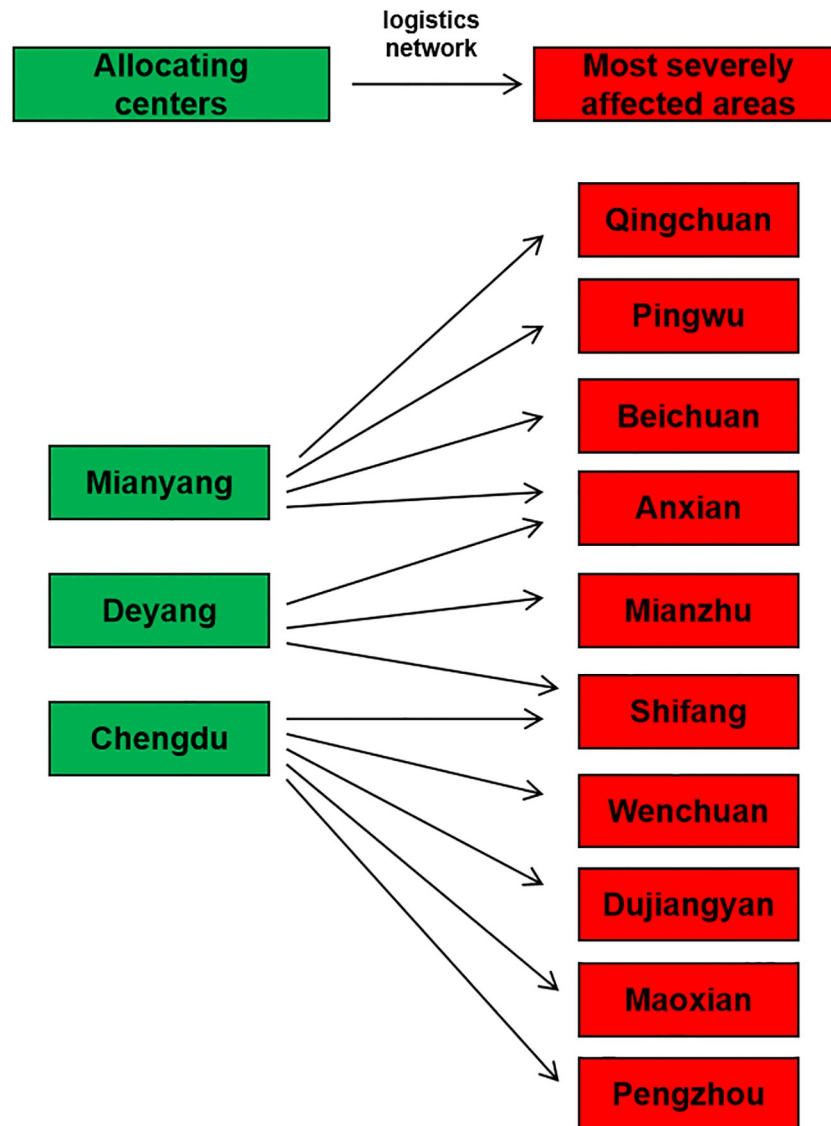 logistics
network
Allocating
centers
Most severely
affected areas
Qingchuan
Pingwu
Beichuan
Mianyang
Anxian
Deyang
Mianzhu
Shifang
Chengdu
Wenchuan
Dujiangyan
Maoxian
Pengzhou